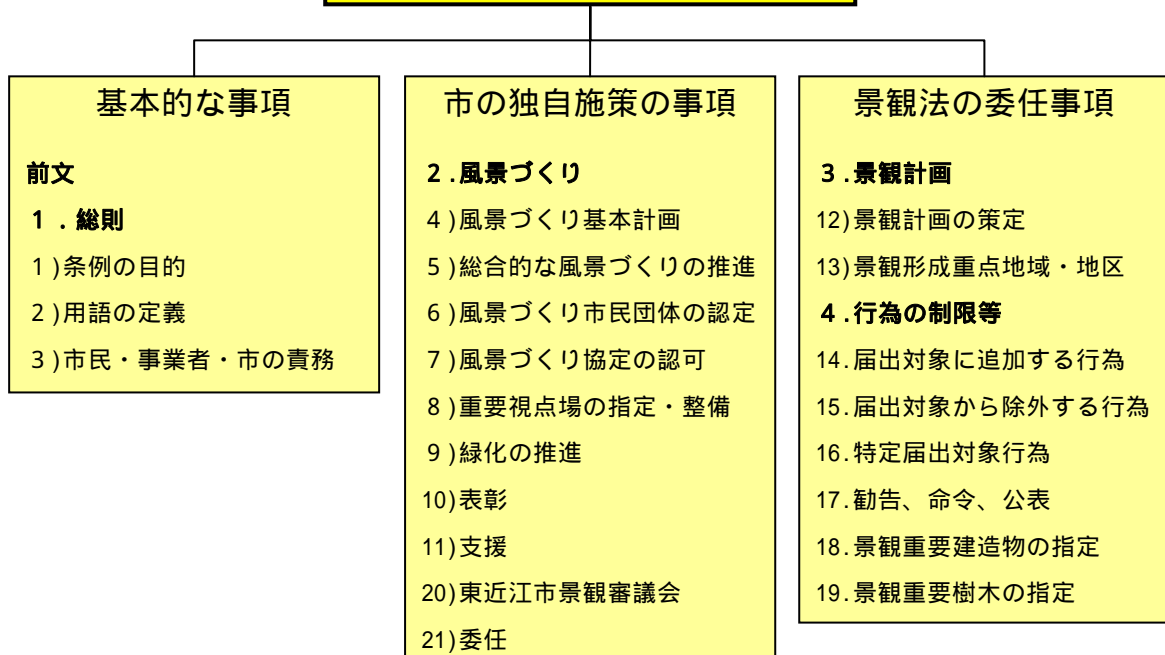 基本的な事項
前文
1．総則
1)条例の目的
2)用語の定義
3)市民・事業者・市の責務
市の独自施策の事項
2.風景づくり
4)風景づくり基本計画
5)総合的な風景づくりの推進
6)風景づくり市民団体の認定
7)風景づくり協定の認可
8)重要視点場の指定・整備
9)緑化の推進
10)表彰
11)支援
20)東近江市景観審議会
21)委任
景観法の委任事項
3.景観計画
12)景観計画の策定
13)景観形成重点地域・地区
4.行為の制限等
14.届出対象に追加する行為
15.届出対象から除外する行為
16.特定届出対象行為
17.勧告、命令、公表
18.景観重要建造物の指定
19.景観重要樹木の指定